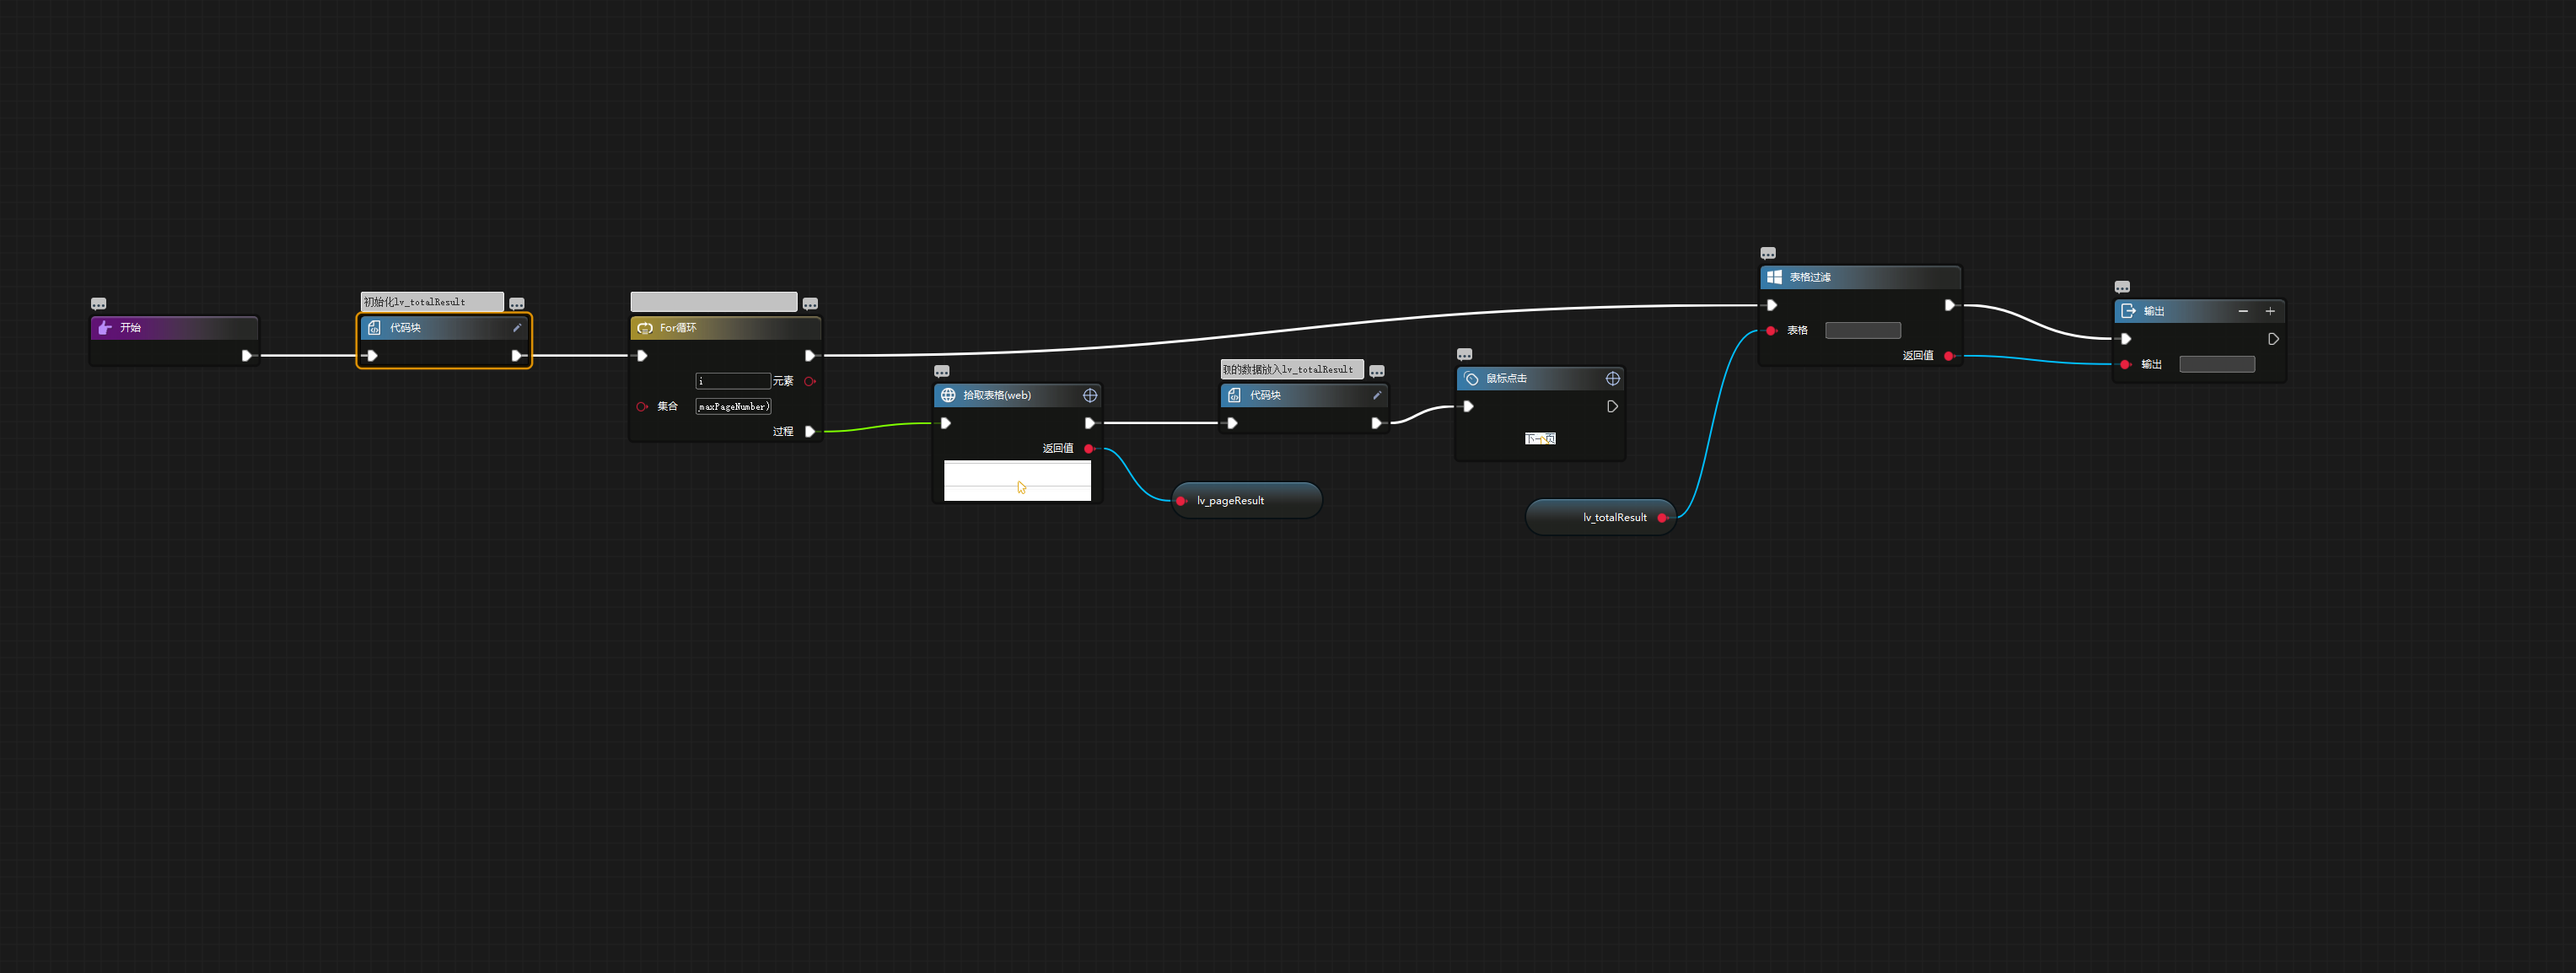 开始
初始化lv_totalResult
代码块
For循环
i
元素
集合
maxPageNumber)
过程
拾取表格(web)
返回值
lv_pageResult
的数据放入lv_totalResult
代码块
鼠标点击
下一页
lv_totalResult
表格过滤
表格
返回值
输出
输出